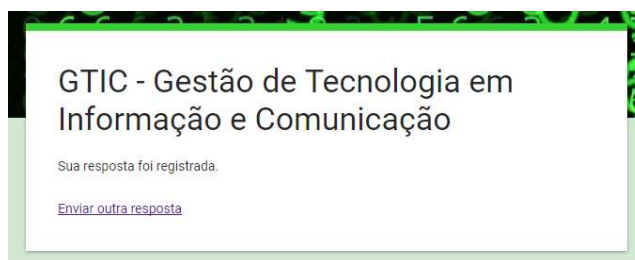 GTIC - Gestão de Tecnologia em
Informação e Comunicação
Sua resposta foi registrada.
Enviar outra resposta